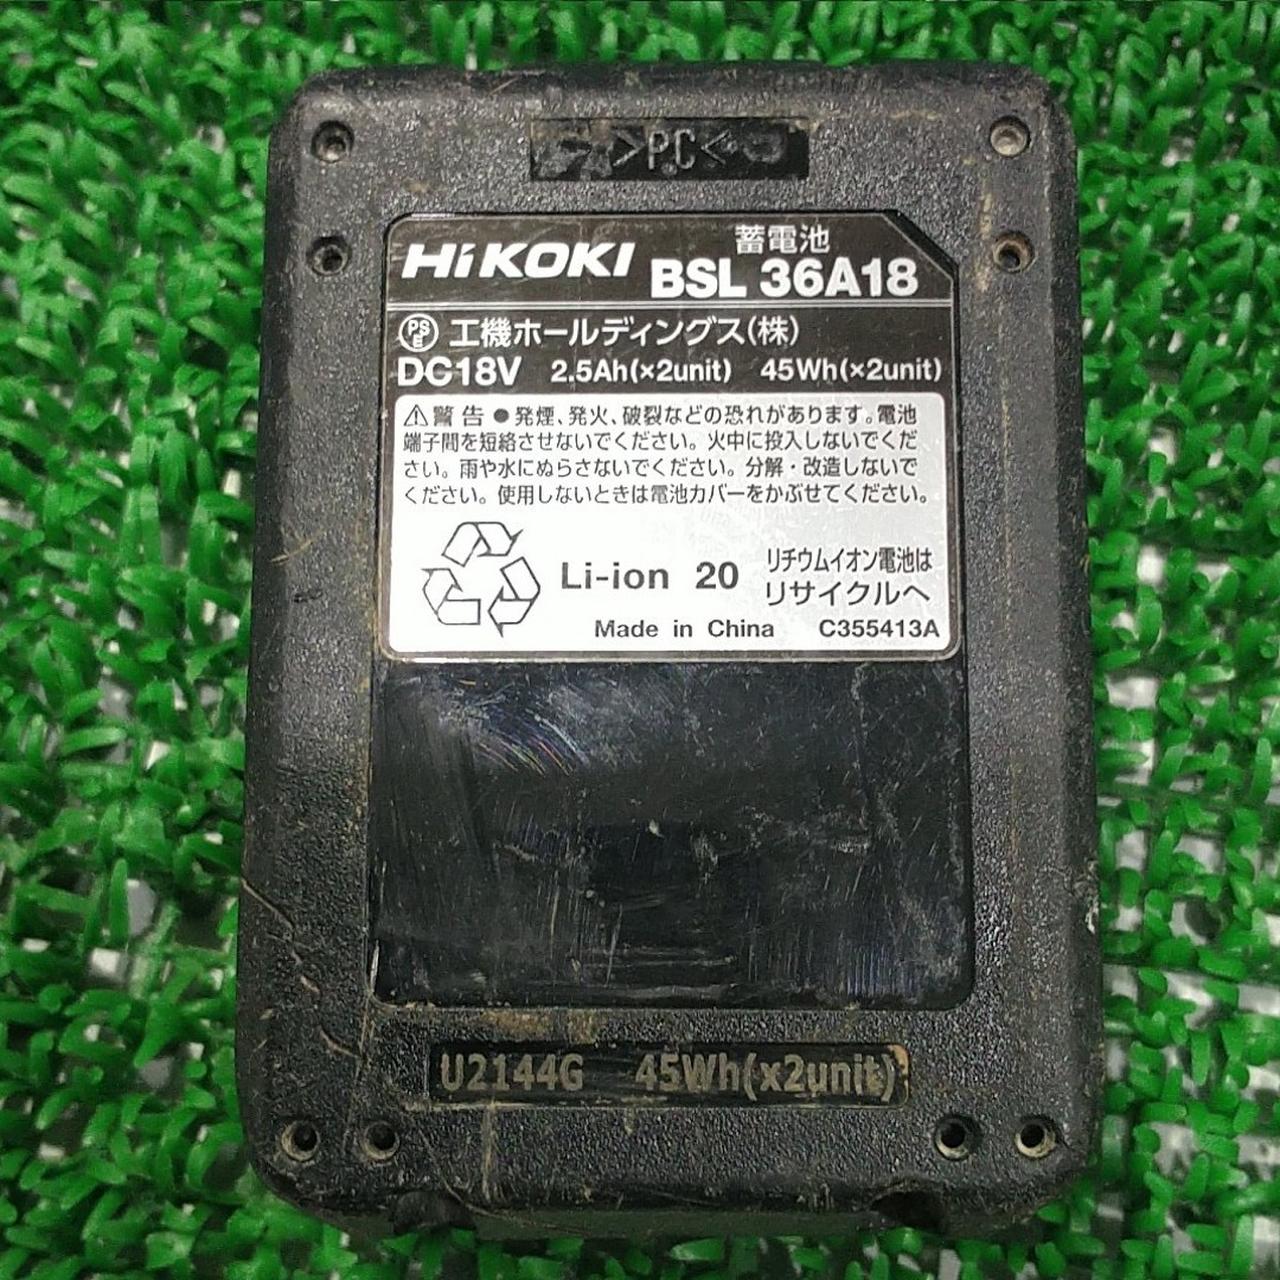 >PC<
HiKOKI
蓄電池
BSL 36A18
PSE 工機ホールディングス(株)
DC18V 2.5Ah(×2unit) 45Wh(×2unit)
⚠警告 ●発煙、発火、破裂などの恐れがあります。電池
端子間を短絡させないでください。火中に投入しないでくだ
さい。雨や水にぬらさないでください。分解・改造しないで
ください。使用しないときは電池カバーをかぶせてください。
Li-ion 20
リチウムイオン電池は
リサイクルへ
Made in China C355413A
U2144G 45Wh(x2unit)